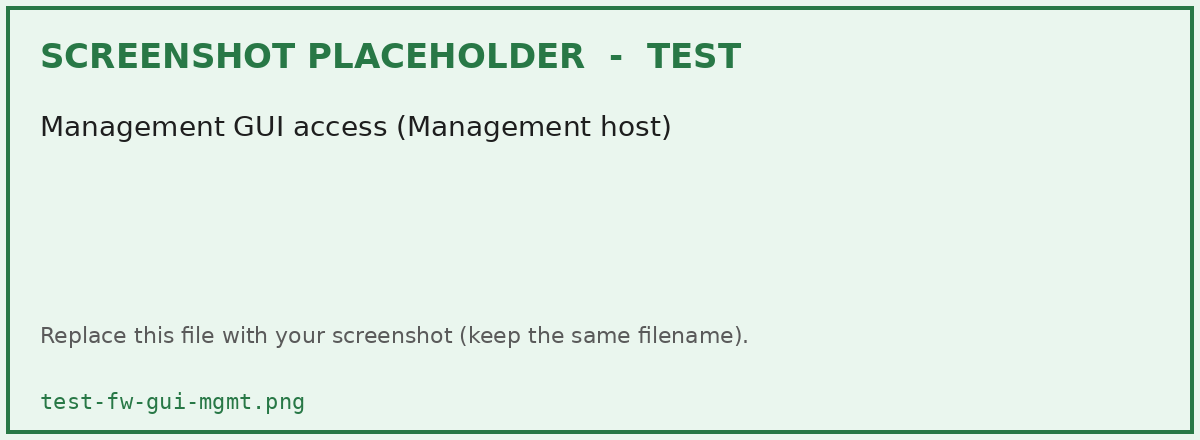 SCREENSHOT PLACEHOLDER - TEST
Management GUI access (Management host)
Replace this file with your screenshot (keep the same filename).
test-fw-gui-mgmt.png